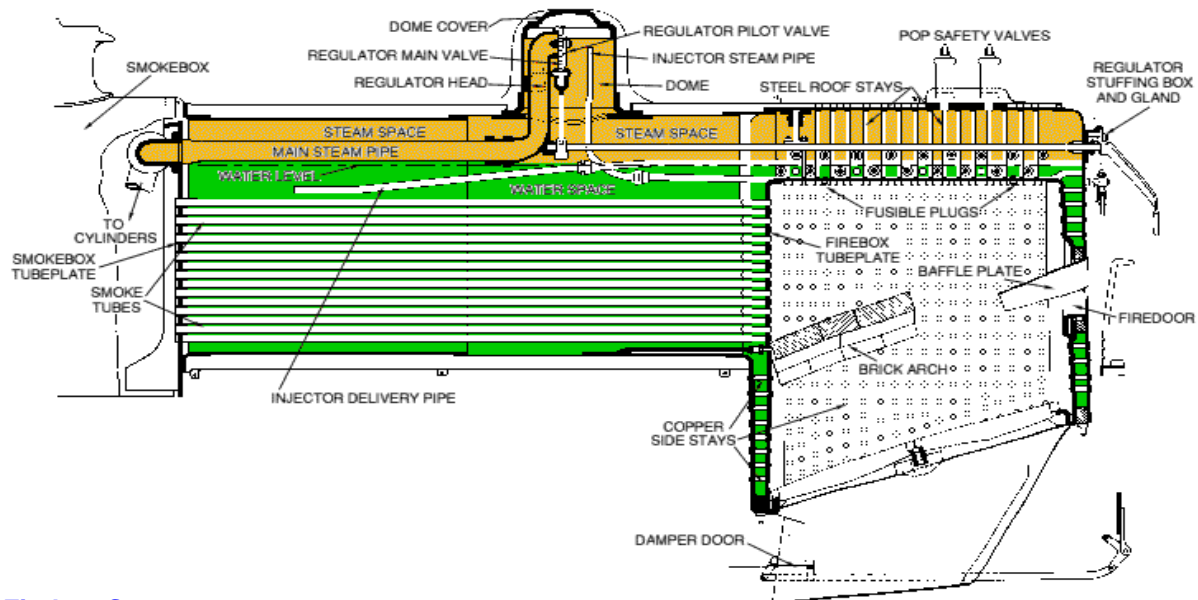 DOME COVER
REGULATOR PILOT VALVE
POP SAFETY VALVES
REGULATOR MAIN VALVE
INJECTOR STEAM PIPE
SMOKEBOX
REGULATOR
STUFFING BOX
AND GLAND
REGULATOR HEAD
DOME
STEEL ROOF STAYS
STEAM SPACE
STEAM SPACE
MAIN STEAM PIPE
WATER LEVEL
WATER SPACE
FUSIBLE PLUGS
TO
CYLINDERS
FIREBOX
TUBEPLATE
SMOKEBOX
TUBEPLATE
BAFFLE PLATE
SMOKE
TUBES
FIREDOOR
BRICK ARCH
INJECTOR DELIVERY PIPE
COPPER
SIDE STAYS
DAMPER DOOR